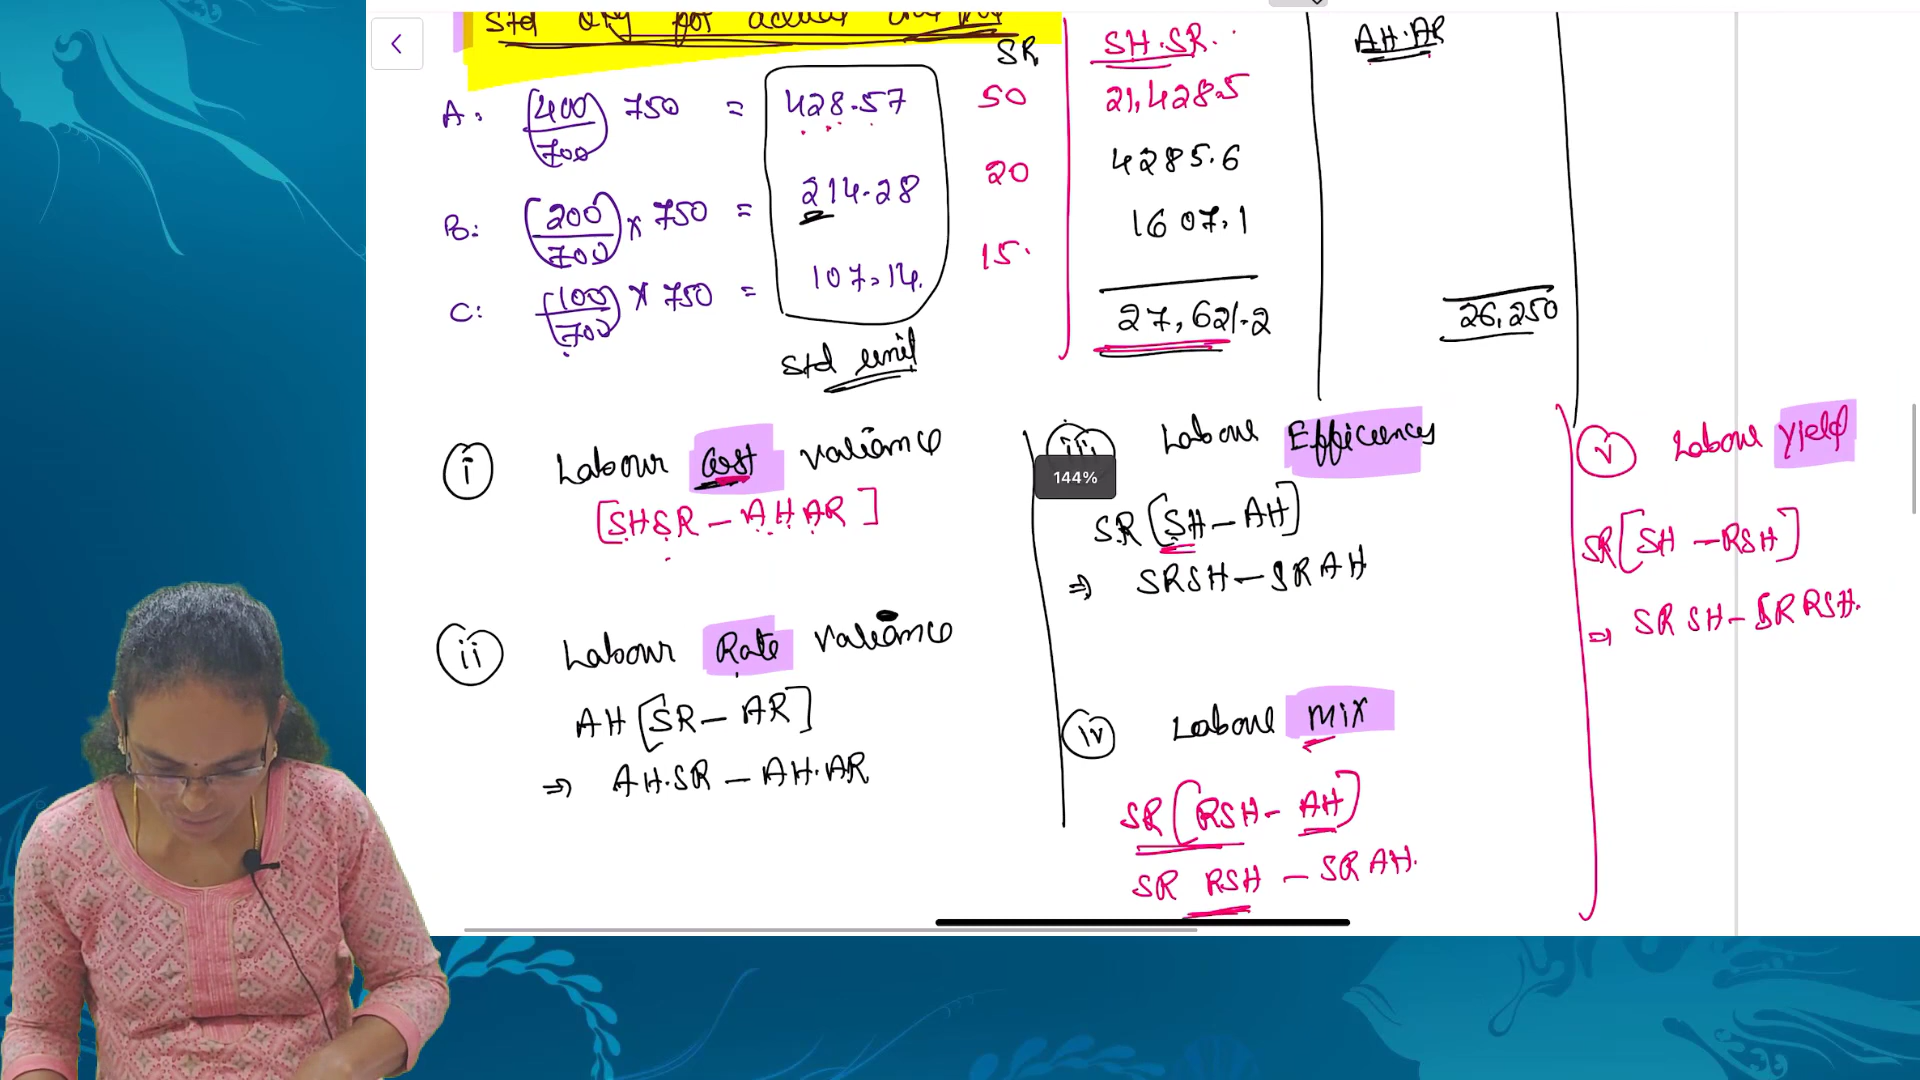 Std qty for actual
SR
SH.SR.
AH.AR
A: (400/700) 750 = 428.57 50 21,428.5
B: (200/700) x 750 = 214.28 20 4285.6
C: (100/700) x 750 = 107.14. 15. 1607.1
27,621.2
26,250
Std unit
i Labour Cost variance
[SHSR - AHAR]
ii Labour Rate variance
AH [SR - AR]
⇒ AH.SR - AH.AR
iii Labour Efficiency
144%
SR [SH - AH]
⇒ SRSH - SRAH
iv Labour mix
SR [RSH - AH]
SR RSH - SR AH.
v Labour Yield
SR [SH - RSH]
⇒ SR SH - SR RSH.